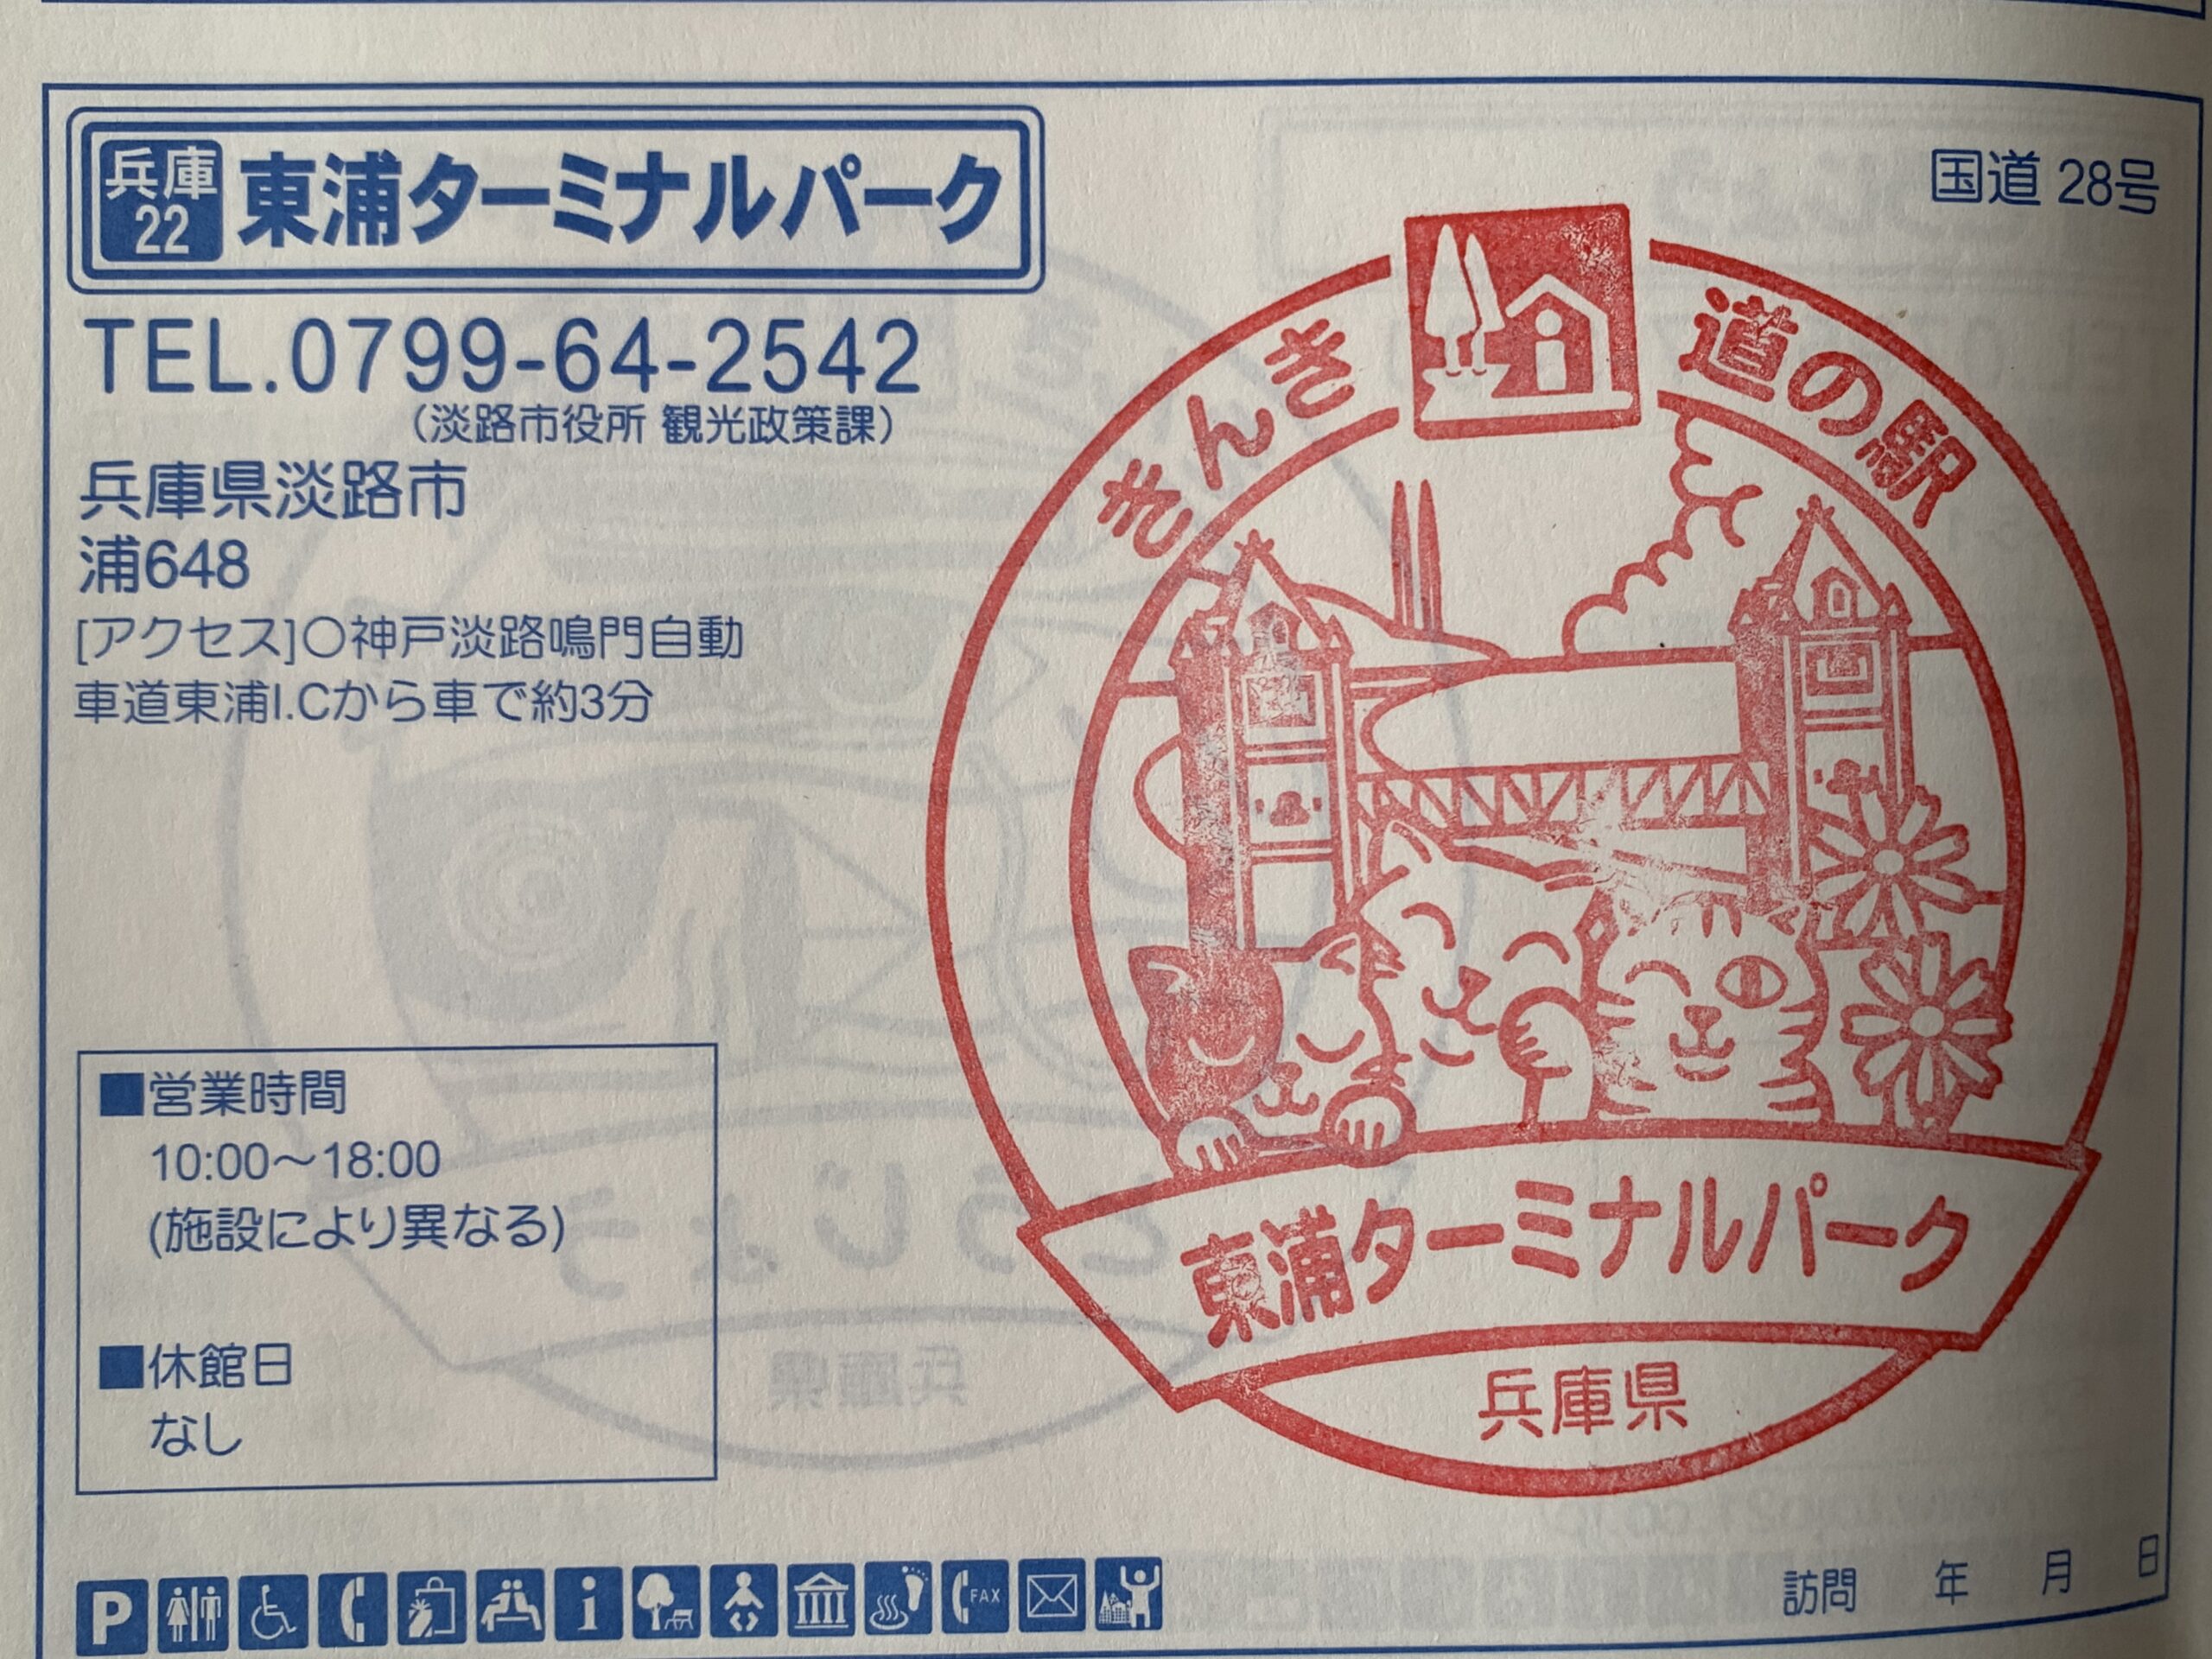 兵庫
22
東浦ターミナルパーク
国道 28号
TEL.0799-64-2542
(淡路市役所 観光政策課)
兵庫県淡路市
浦648
[アクセス]○神戸淡路鳴門自動
車道東浦I.Cから車で約3分
■営業時間
10:00～18:00
(施設により異なる)
■休館日
なし
きんき 道の駅
東浦ターミナルパーク
兵庫県
P
i
FAX
訪問 年 月 日